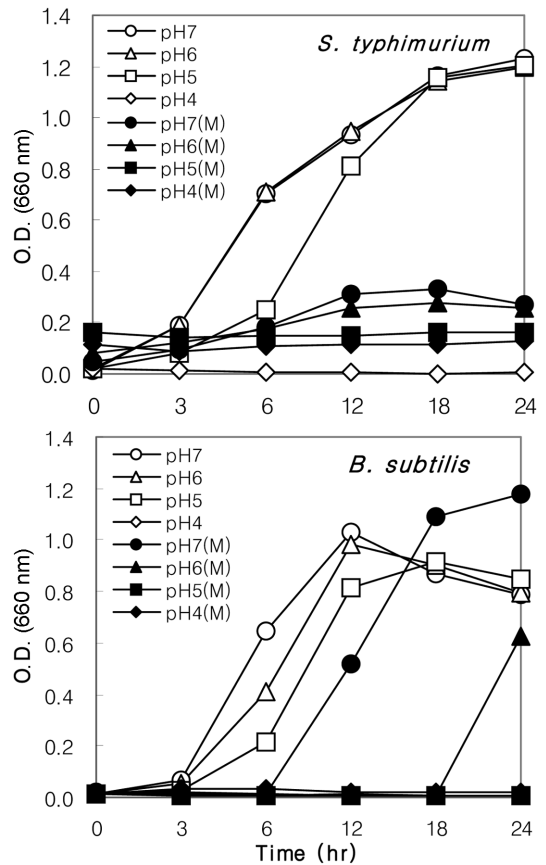 1.4
1.2
1.0
0.8
0.6
0.4
0.2
0.0
O.D. (660 nm)
pH7
pH6
pH5
pH4
pH7(M)
pH6(M)
pH5(M)
pH4(M)
S. typhimurium
0 3 6 12 18 24
1.4
1.2
1.0
0.8
0.6
0.4
0.2
0.0
O.D. (660 nm)
pH7
pH6
pH5
pH4
pH7(M)
pH6(M)
pH5(M)
pH4(M)
B. subtilis
0 3 6 12 18 24
Time (hr)